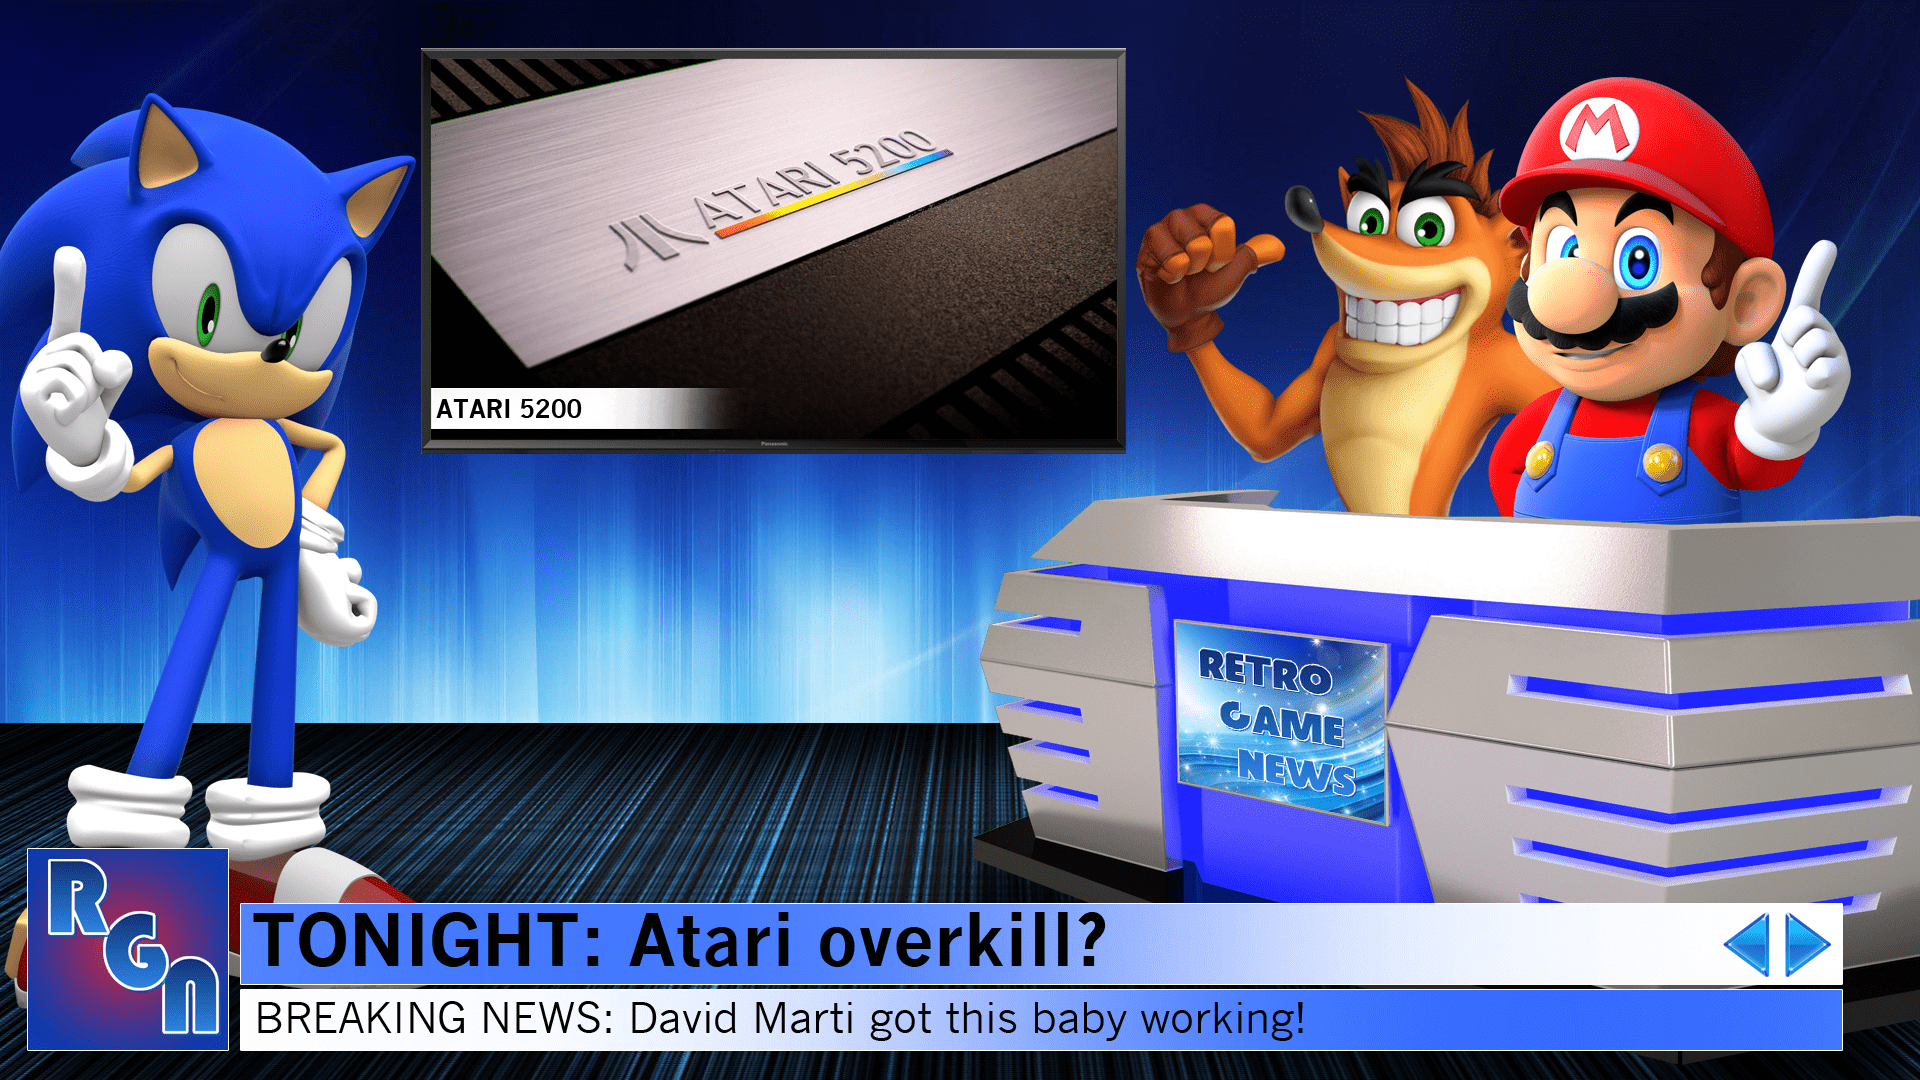 ATARI 5200
ATARI 5200
Panasonic
M
RETRO
GAME
NEWS
RGN
TONIGHT: Atari overkill?
BREAKING NEWS: David Marti got this baby working!